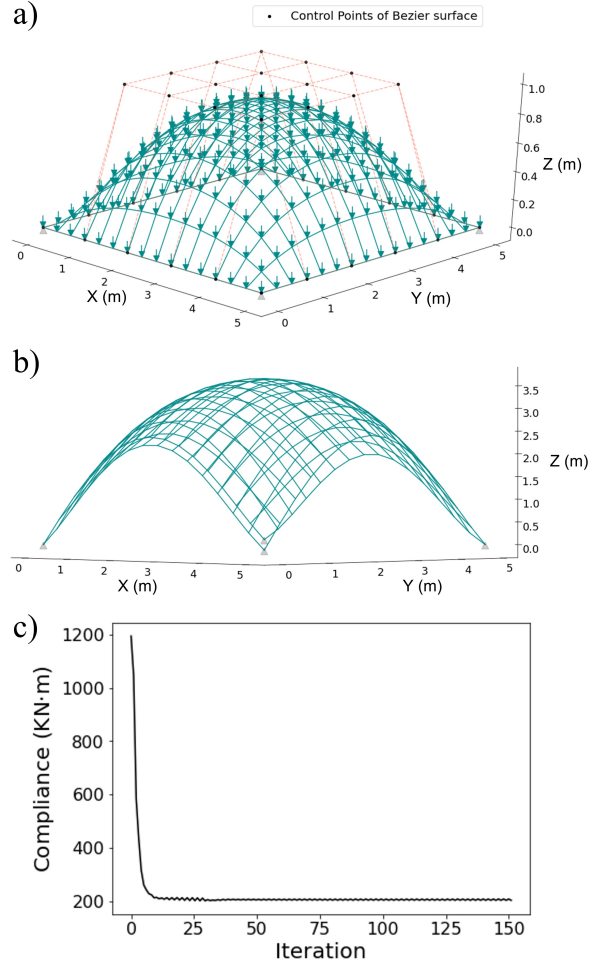 a)
Control Points of Bezier surface
1.0
0.8
0.6
Z (m)
0.4
0.2
0.0
0
1
2
3
4
5
X (m)
0
1
2
3
4
5
Y (m)
b)
3.5
3.0
2.5
2.0
Z (m)
1.5
1.0
0.5
0.0
0 1 2 3 4 5 0 1 2 3 4 5
X (m) Y (m)
c)
Compliance (KN·m)
1200
1000
800
600
400
200
0 25 50 75 100 125 150
Iteration